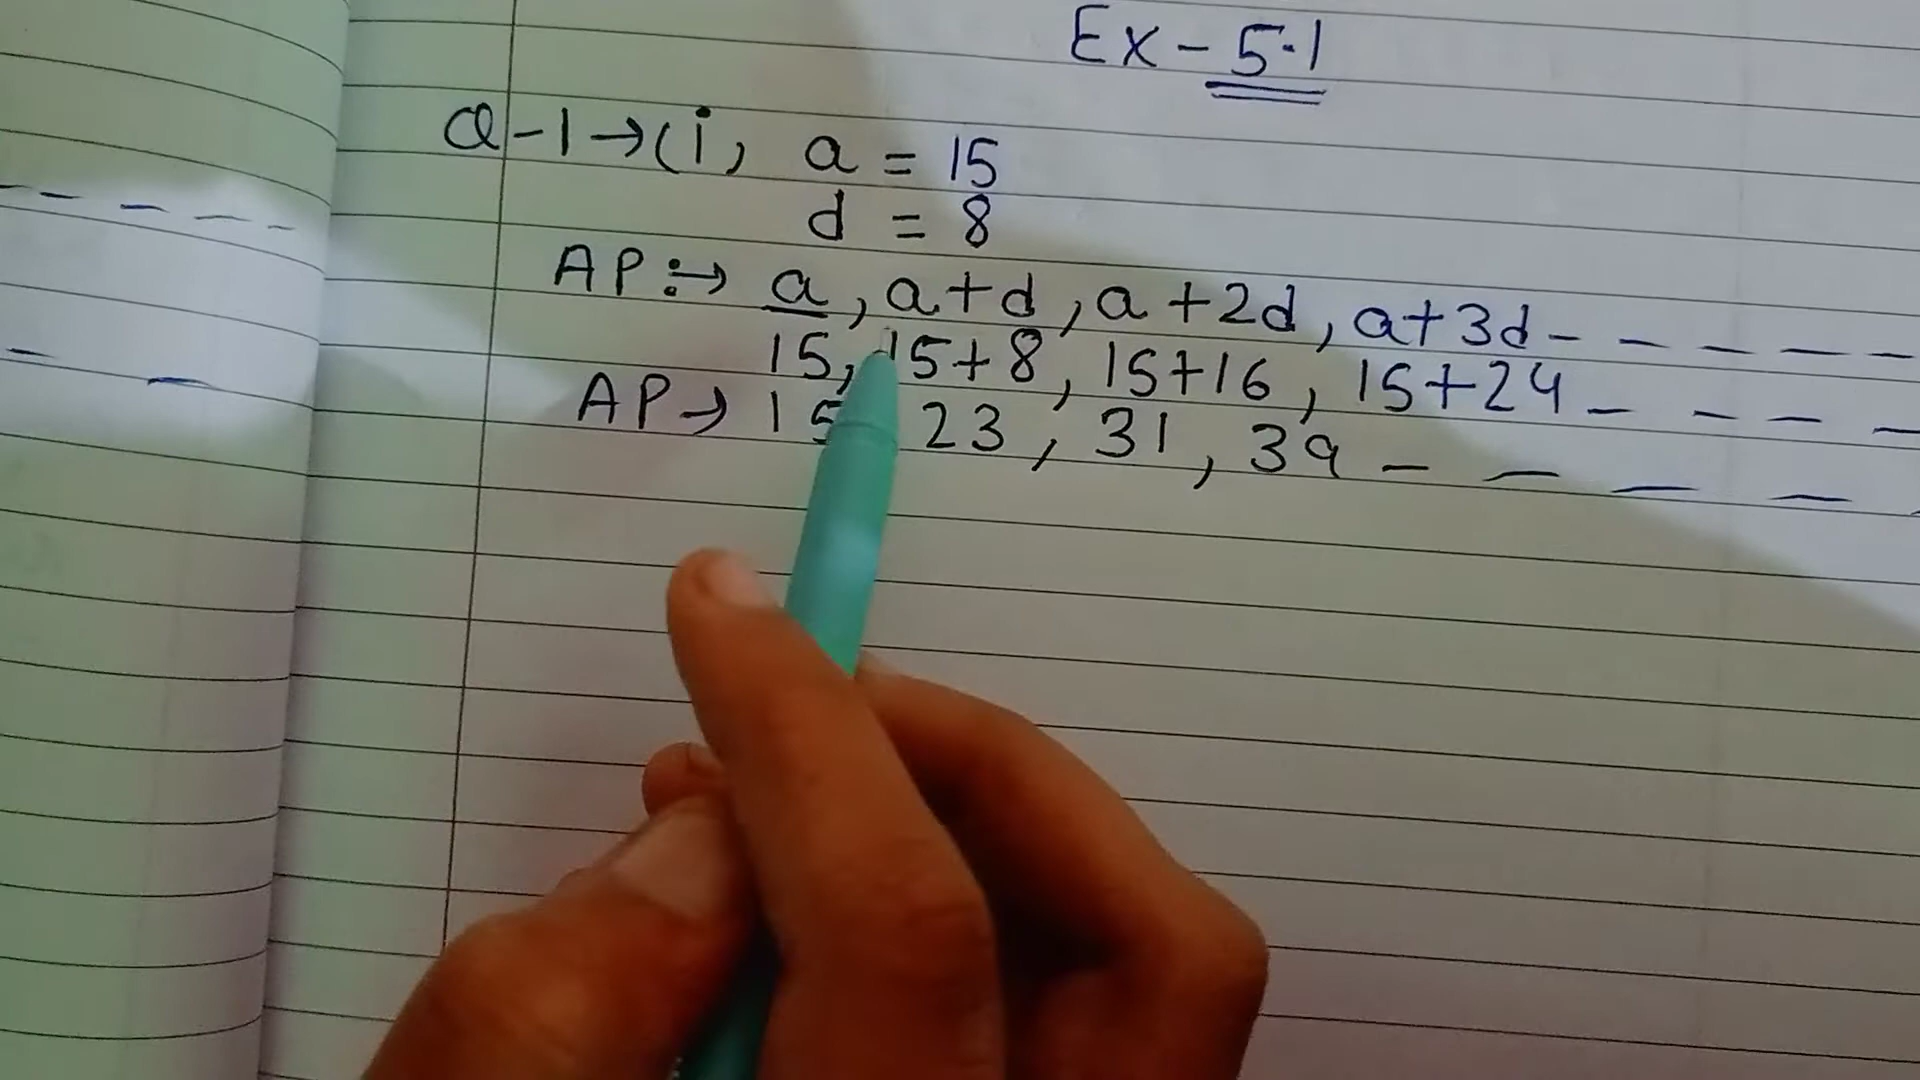 Ex - 5.1
Q-1→(i) a = 15
d = 8
AP:→ a, a+d, a+2d, a+3d - - - - -
15, 15+8, 15+16, 15+24 - - - -
AP→ 15 23, 31, 39 - - - - -